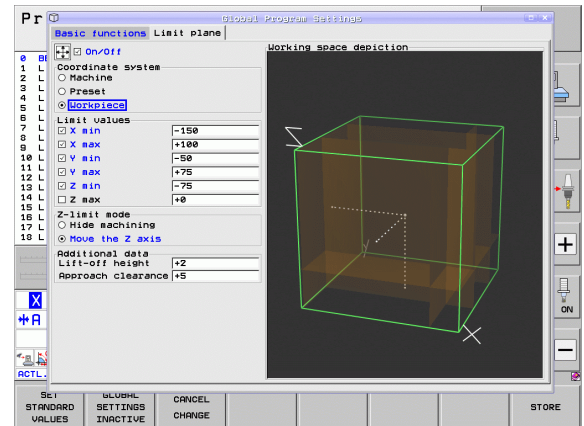 Pr
Global Program Settings
Basic functions Limit plane
On/Off
Working space depiction
Coordinate system
Machine
Preset
Workpiece
Limit values
X min -150
X max +100
Y min -50
Y max +75
Z min -75
Z max +0
Z-limit mode
Hide machining
Move the Z axis
Additional data
Lift-off height +2
Approach clearance +5
Z
Y
X
0 B
1 L
2 L
3 L
4 L
5 L
6 L
7 L
8 L
9 L
10 L
11 L
12 L
13 L
14 L
15 L
16 L
17 L
18 L
X
A
ACTL.
ON
SET
STANDARD
VALUES
GLOBAL
SETTINGS
INACTIVE
CANCEL
CHANGE
STORE